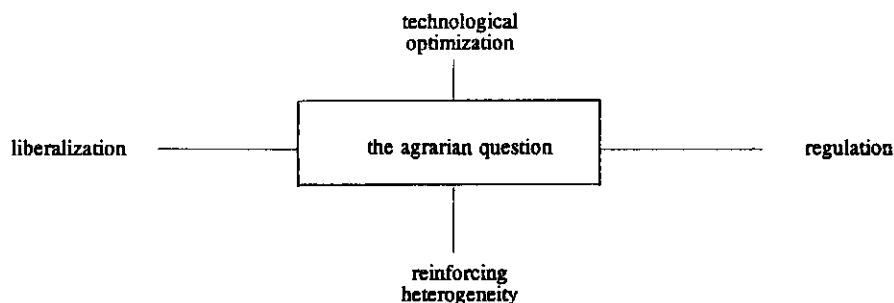 technological
optimization
liberalization
the agrarian question
regulation
reinforcing
heterogeneity